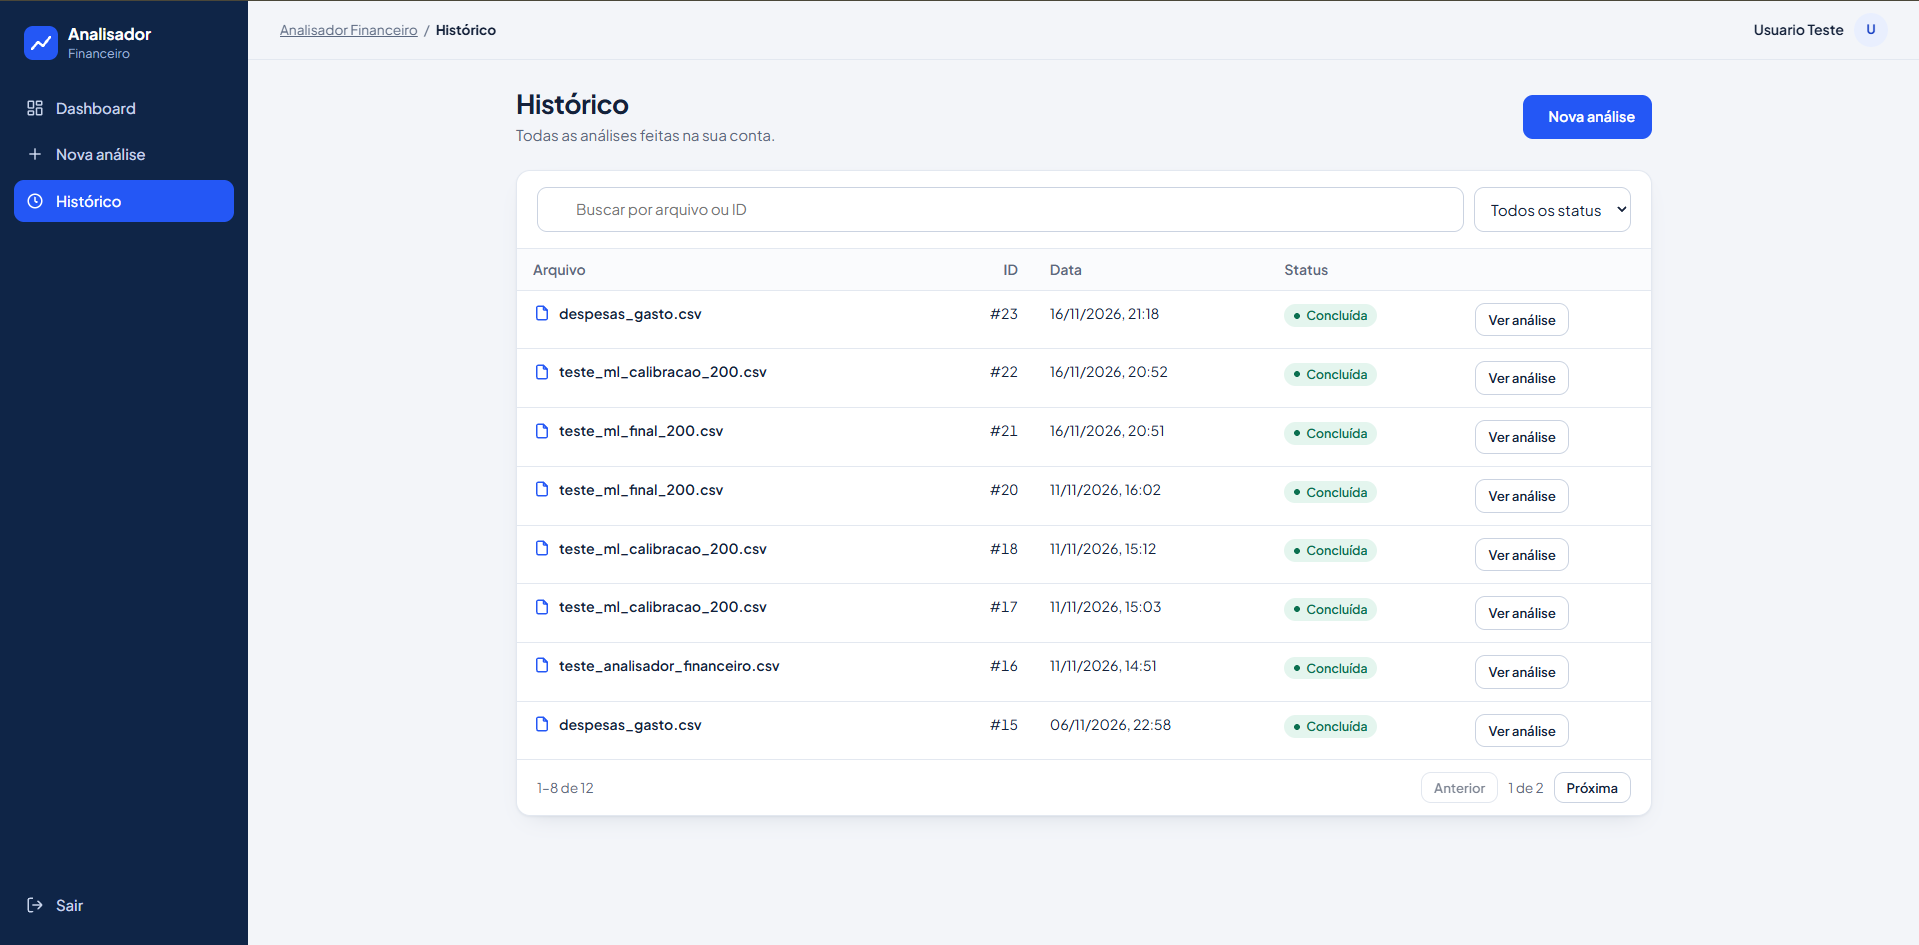 Analisador
Financeiro
Dashboard
Nova análise
Histórico
Sair
Analisador Financeiro / Histórico
Usuario Teste U
Histórico
Todas as análises feitas na sua conta.
Nova análise
Buscar por arquivo ou ID
Todos os status
Arquivo ID Data Status
despesas_gasto.csv #23 16/11/2026, 21:18 Concluída Ver análise
teste_ml_calibracao_200.csv #22 16/11/2026, 20:52 Concluída Ver análise
teste_ml_final_200.csv #21 16/11/2026, 20:51 Concluída Ver análise
teste_ml_final_200.csv #20 11/11/2026, 16:02 Concluída Ver análise
teste_ml_calibracao_200.csv #18 11/11/2026, 15:12 Concluída Ver análise
teste_ml_calibracao_200.csv #17 11/11/2026, 15:03 Concluída Ver análise
teste_analisador_financeiro.csv #16 11/11/2026, 14:51 Concluída Ver análise
despesas_gasto.csv #15 06/11/2026, 22:58 Concluída Ver análise
1–8 de 12
Anterior 1 de 2 Próxima